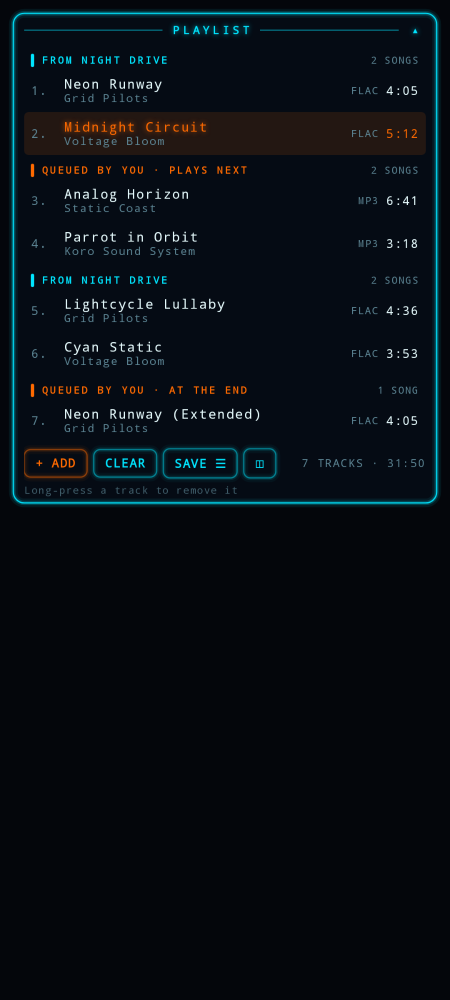 PLAYLIST ▲
FROM NIGHT DRIVE 2 SONGS
1. Neon Runway FLAC 4:05
Grid Pilots
2. Midnight Circuit FLAC 5:12
Voltage Bloom
QUEUED BY YOU · PLAYS NEXT 2 SONGS
3. Analog Horizon MP3 6:41
Static Coast
4. Parrot in Orbit MP3 3:18
Koro Sound System
FROM NIGHT DRIVE 2 SONGS
5. Lightcycle Lullaby FLAC 4:36
Grid Pilots
6. Cyan Static FLAC 3:53
Voltage Bloom
QUEUED BY YOU · AT THE END 1 SONG
7. Neon Runway (Extended) FLAC 4:05
Grid Pilots
+ ADD CLEAR SAVE ☰ ◫ 7 TRACKS · 31:50
Long-press a track to remove it